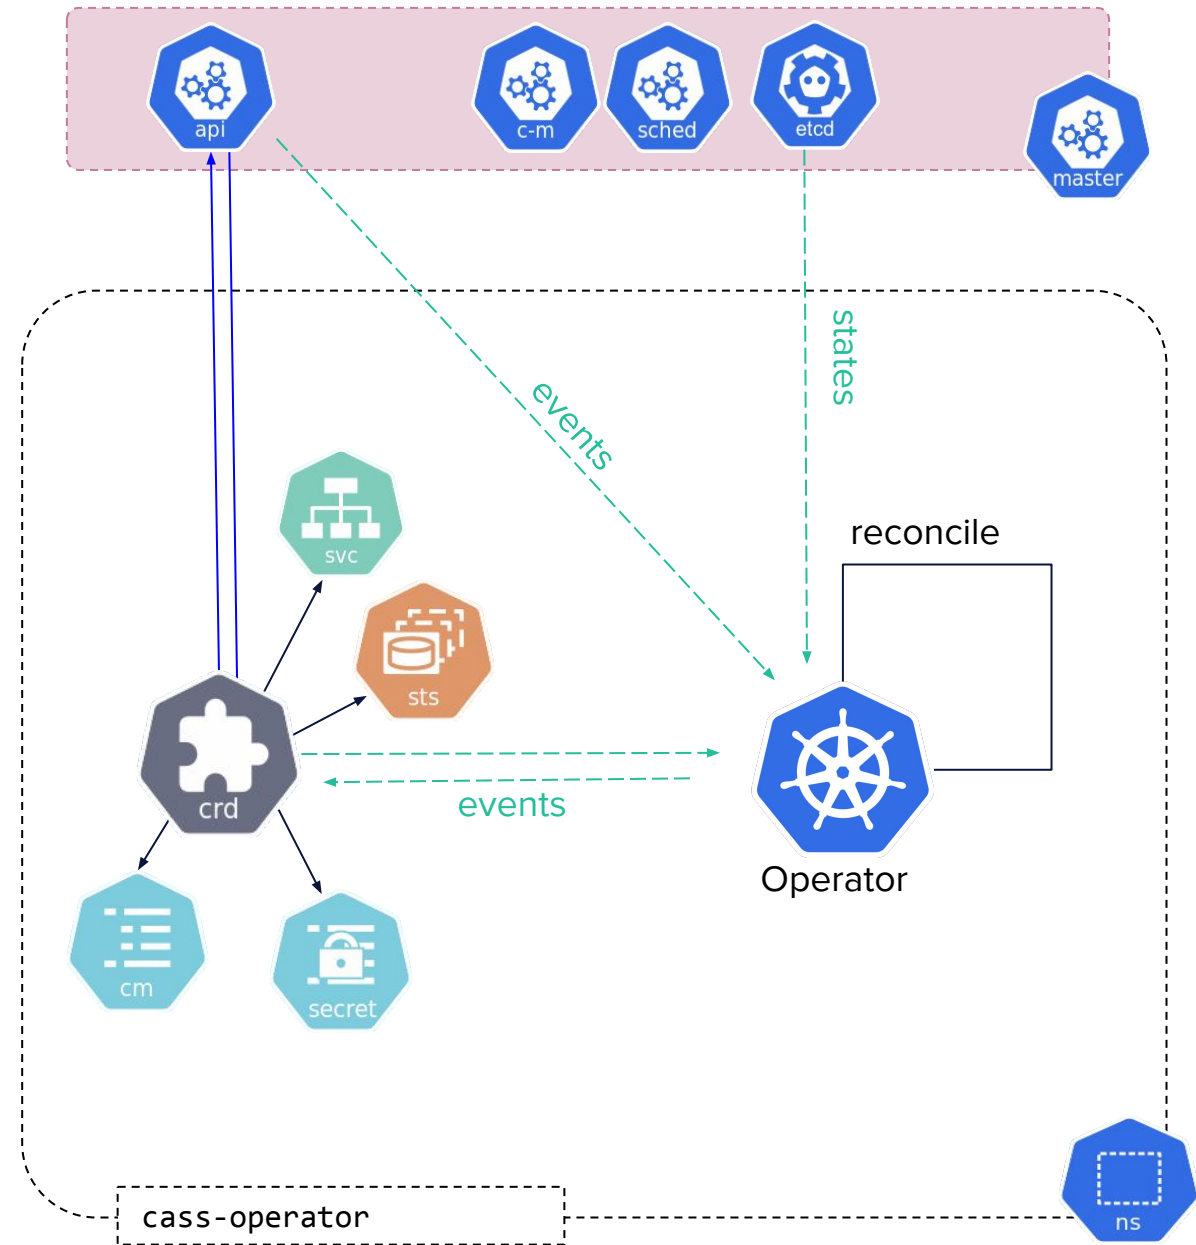 api
c-m
sched
etcd
master
states
events
svc
reconcile
sts
crd
events
Operator
cm
secret
cass-operator
ns